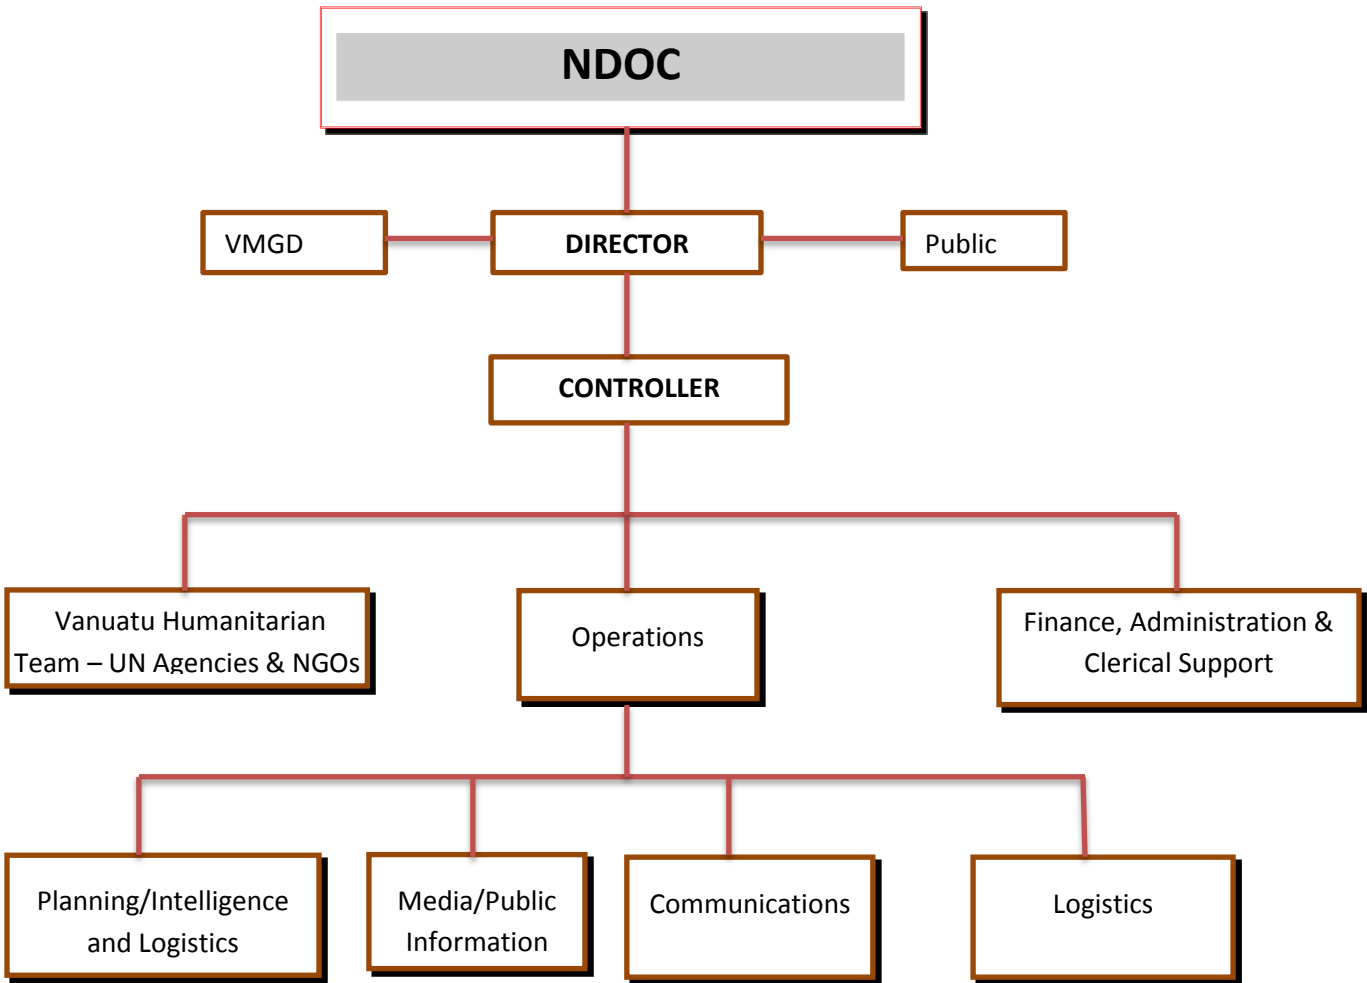 NDOC
VMGD
DIRECTOR
Public
CONTROLLER
Vanuatu Humanitarian
Team – UN Agencies & NGOs
Operations
Finance, Administration &
Clerical Support
Planning/Intelligence
and Logistics
Media/Public
Information
Communications
Logistics